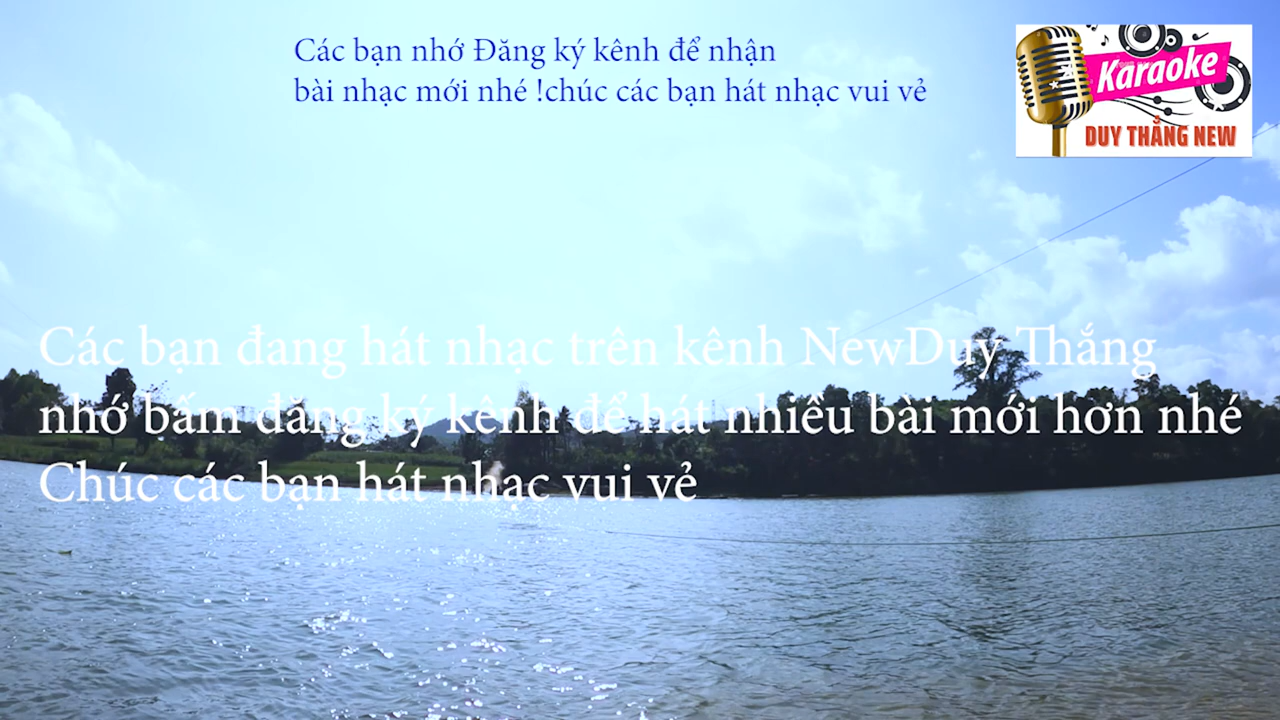 Các bạn nhớ Đăng ký kênh để nhận
bài nhạc mới nhé !chúc các bạn hát nhạc vui vẻ
Karaoke
DUY THẮNG NEW
Các bạn đang hát nhạc trên kênh NewDuy Thắng
nhớ bấm đăng ký kênh để hát nhiều bài mới hơn nhé
Chúc các bạn hát nhạc vui vẻ